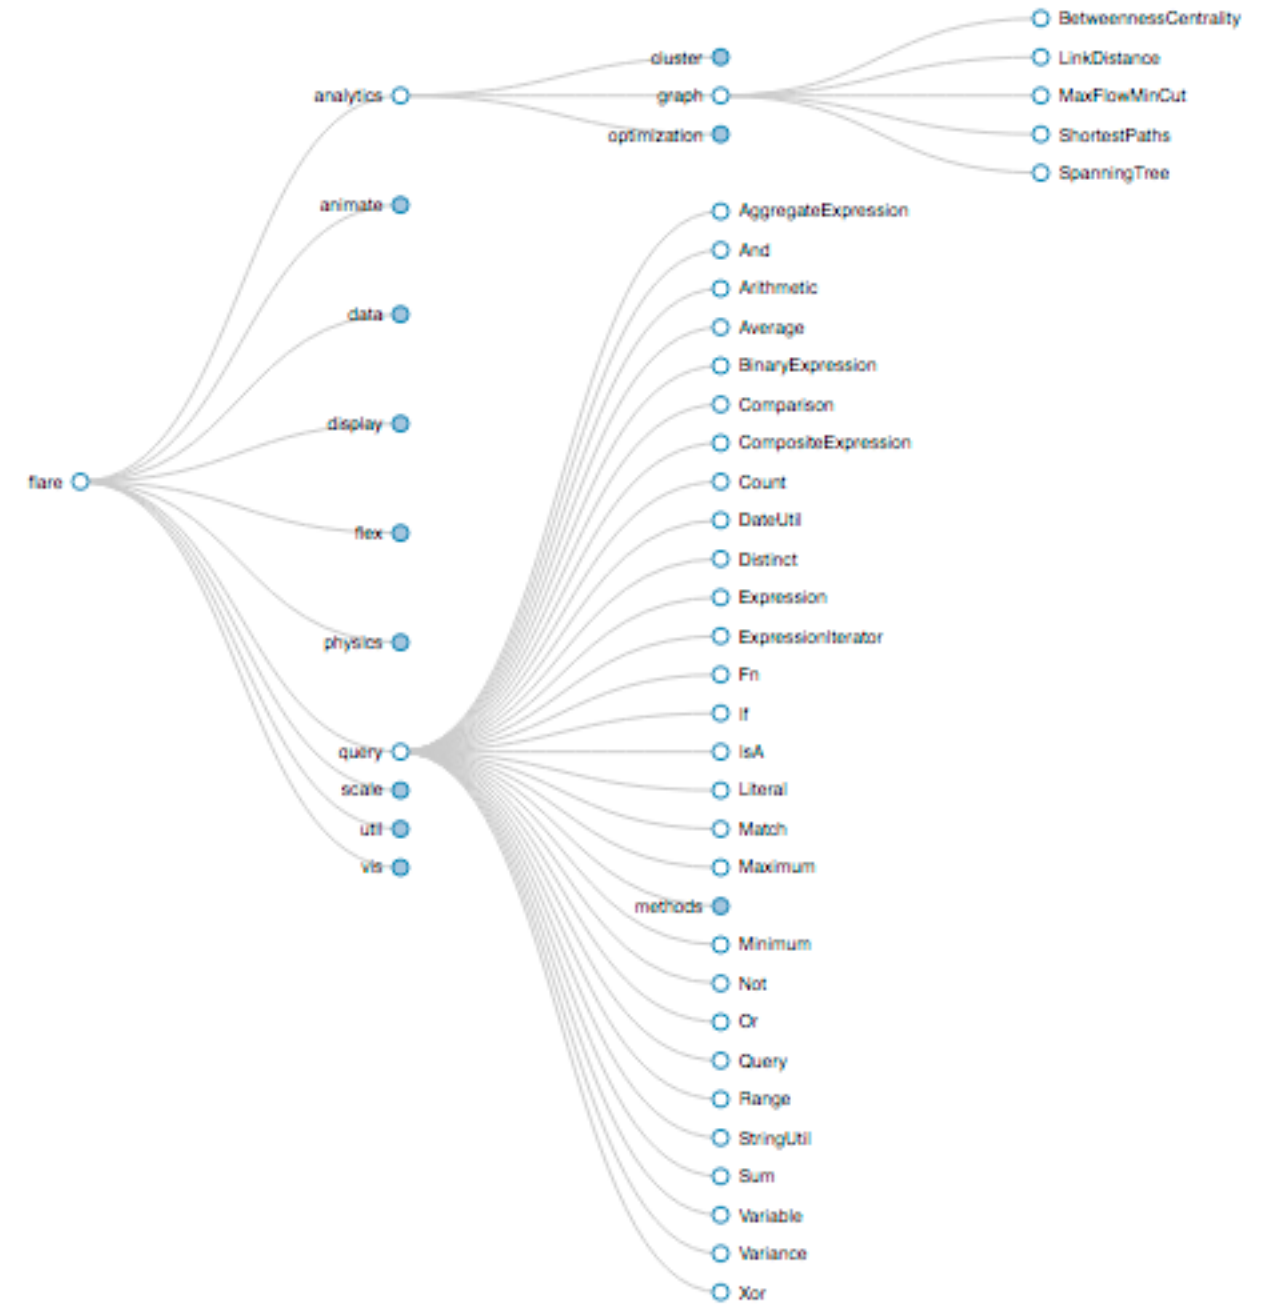 BetweennessCentrality
cluster
LinkDistance
analytics
graph
MaxFlowMinCut
optimization
ShortestPaths
SpanningTree
animate
AggregateExpression
And
Arithmetic
data
Average
BinaryExpression
Comparison
display
CompositeExpression
flare
Count
DateUtil
flex
Distinct
Expression
ExpressionIterator
physics
Fn
If
query
IsA
scale
Literal
util
Match
vis
Maximum
methods
Minimum
Not
Or
Query
Range
StringUtil
Sum
Variable
Variance
Xor